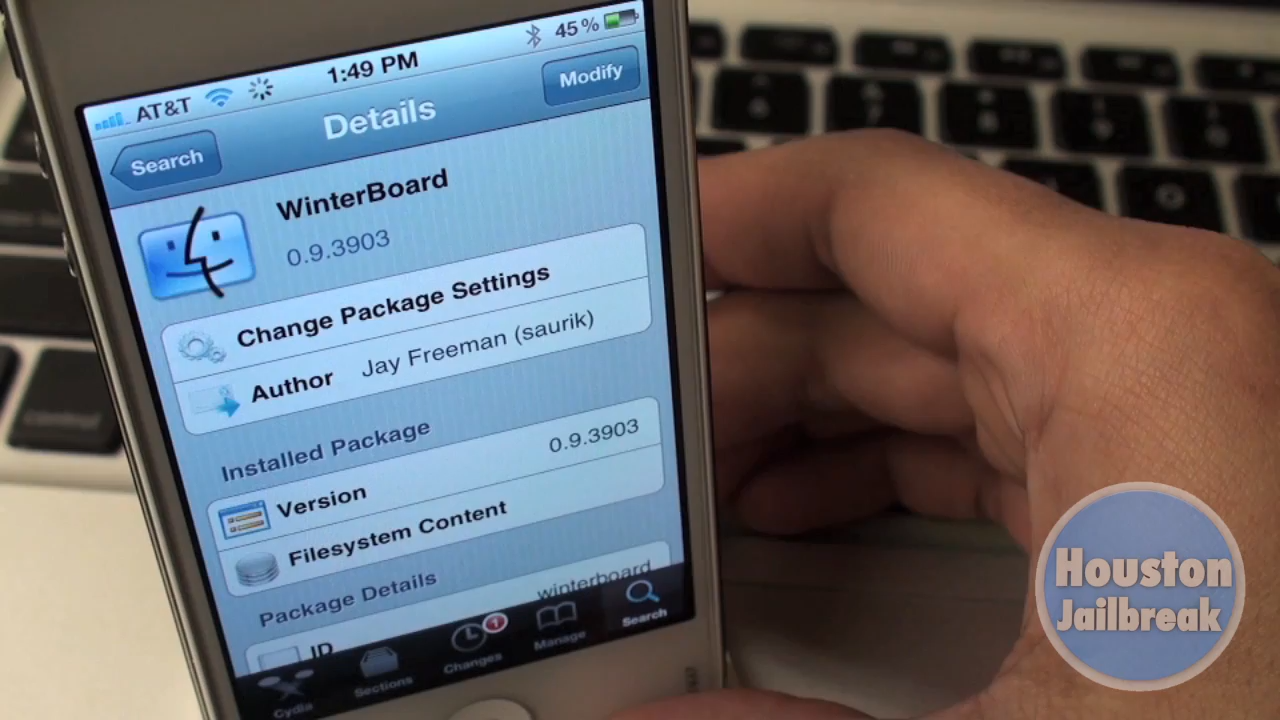 AT&T 1:49 PM 45%
Search Details Modify
WinterBoard
0.9.3903
Change Package Settings
Author Jay Freeman (saurik)
Installed Package
Version 0.9.3903
Filesystem Content
Package Details
ID winterboard
Cydia Sections Changes 1 Manage Search
control
Houston
Jailbreak